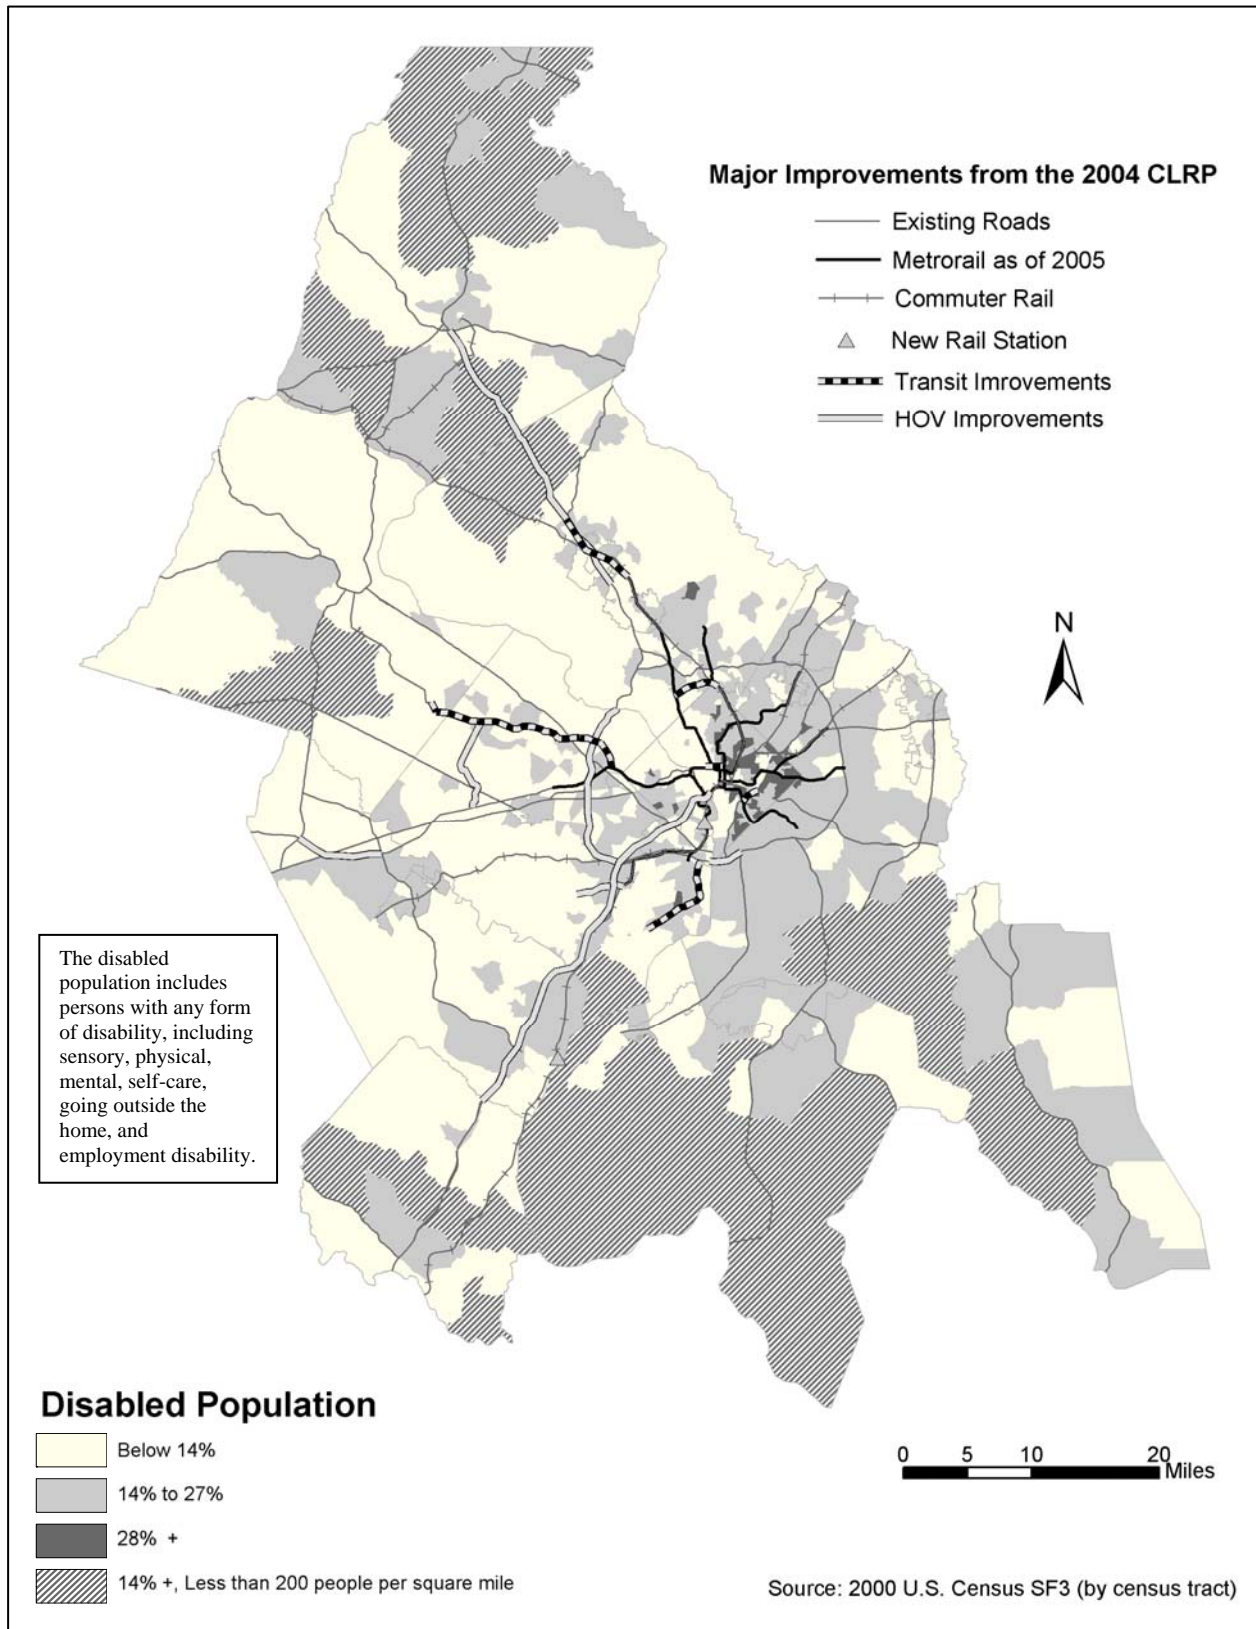 Major Improvements from the 2004 CLRP
Existing Roads
Metrorail as of 2005
Commuter Rail
New Rail Station
Transit Imrovements
HOV Improvements
N
The disabled
population includes
persons with any form
of disability, including
sensory, physical,
mental, self-care,
going outside the
home, and
employment disability.
Disabled Population
Below 14%
14% to 27%
28% +
14% +, Less than 200 people per square mile
0 5 10 20
Miles
Source: 2000 U.S. Census SF3 (by census tract)